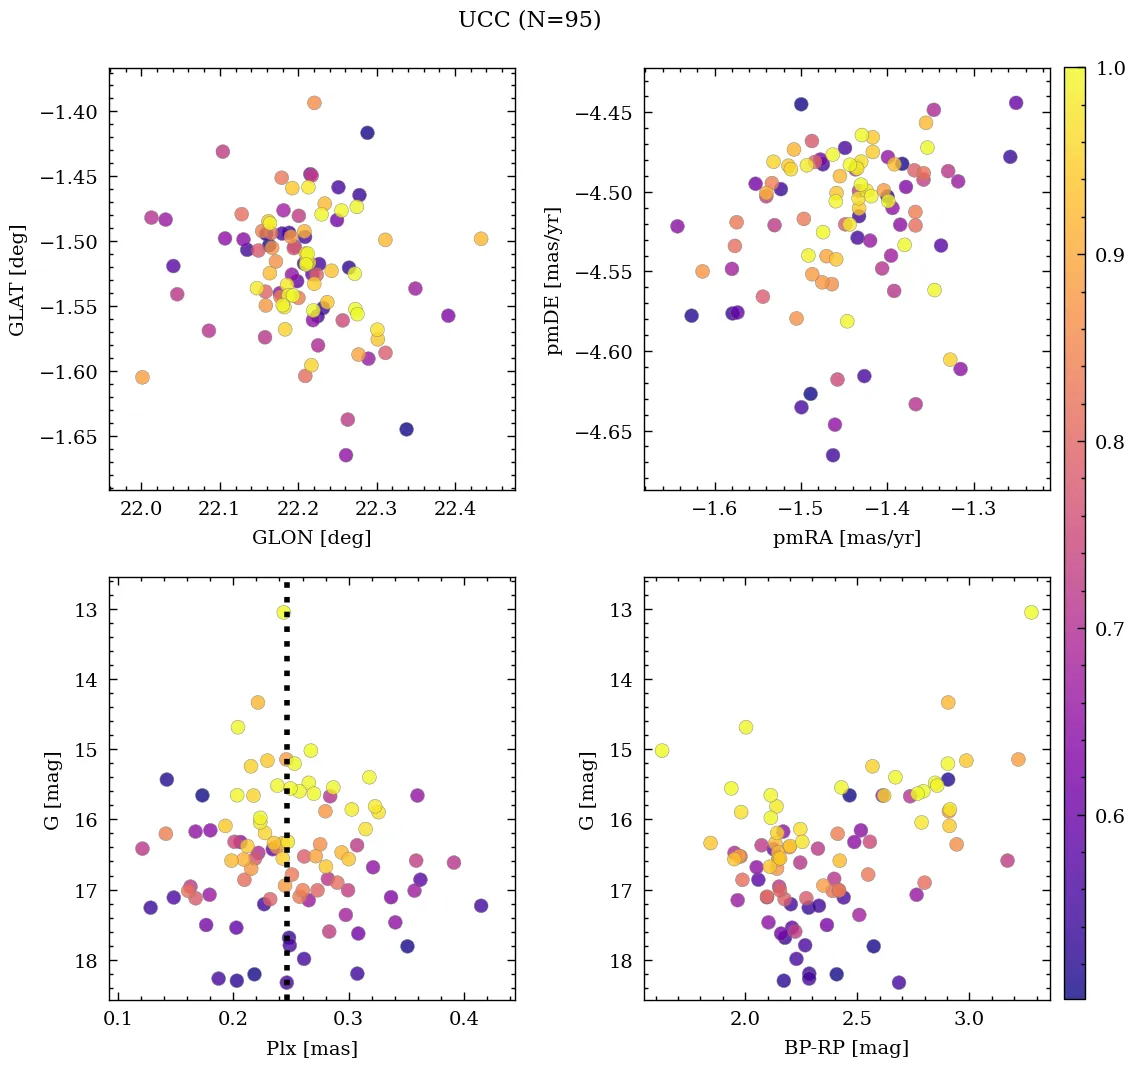 UCC (N=95)
−1.40
−1.45
−1.50
−1.55
−1.60
−1.65
GLAT [deg]
22.0 22.1 22.2 22.3 22.4
GLON [deg]
−4.45
−4.50
−4.55
−4.60
−4.65
pmDE [mas/yr]
−1.6 −1.5 −1.4 −1.3
pmRA [mas/yr]
13
14
15
16
17
18
G [mag]
0.1 0.2 0.3 0.4
Plx [mas]
13
14
15
16
17
18
G [mag]
2.0 2.5 3.0
BP-RP [mag]
1.0
0.9
0.8
0.7
0.6